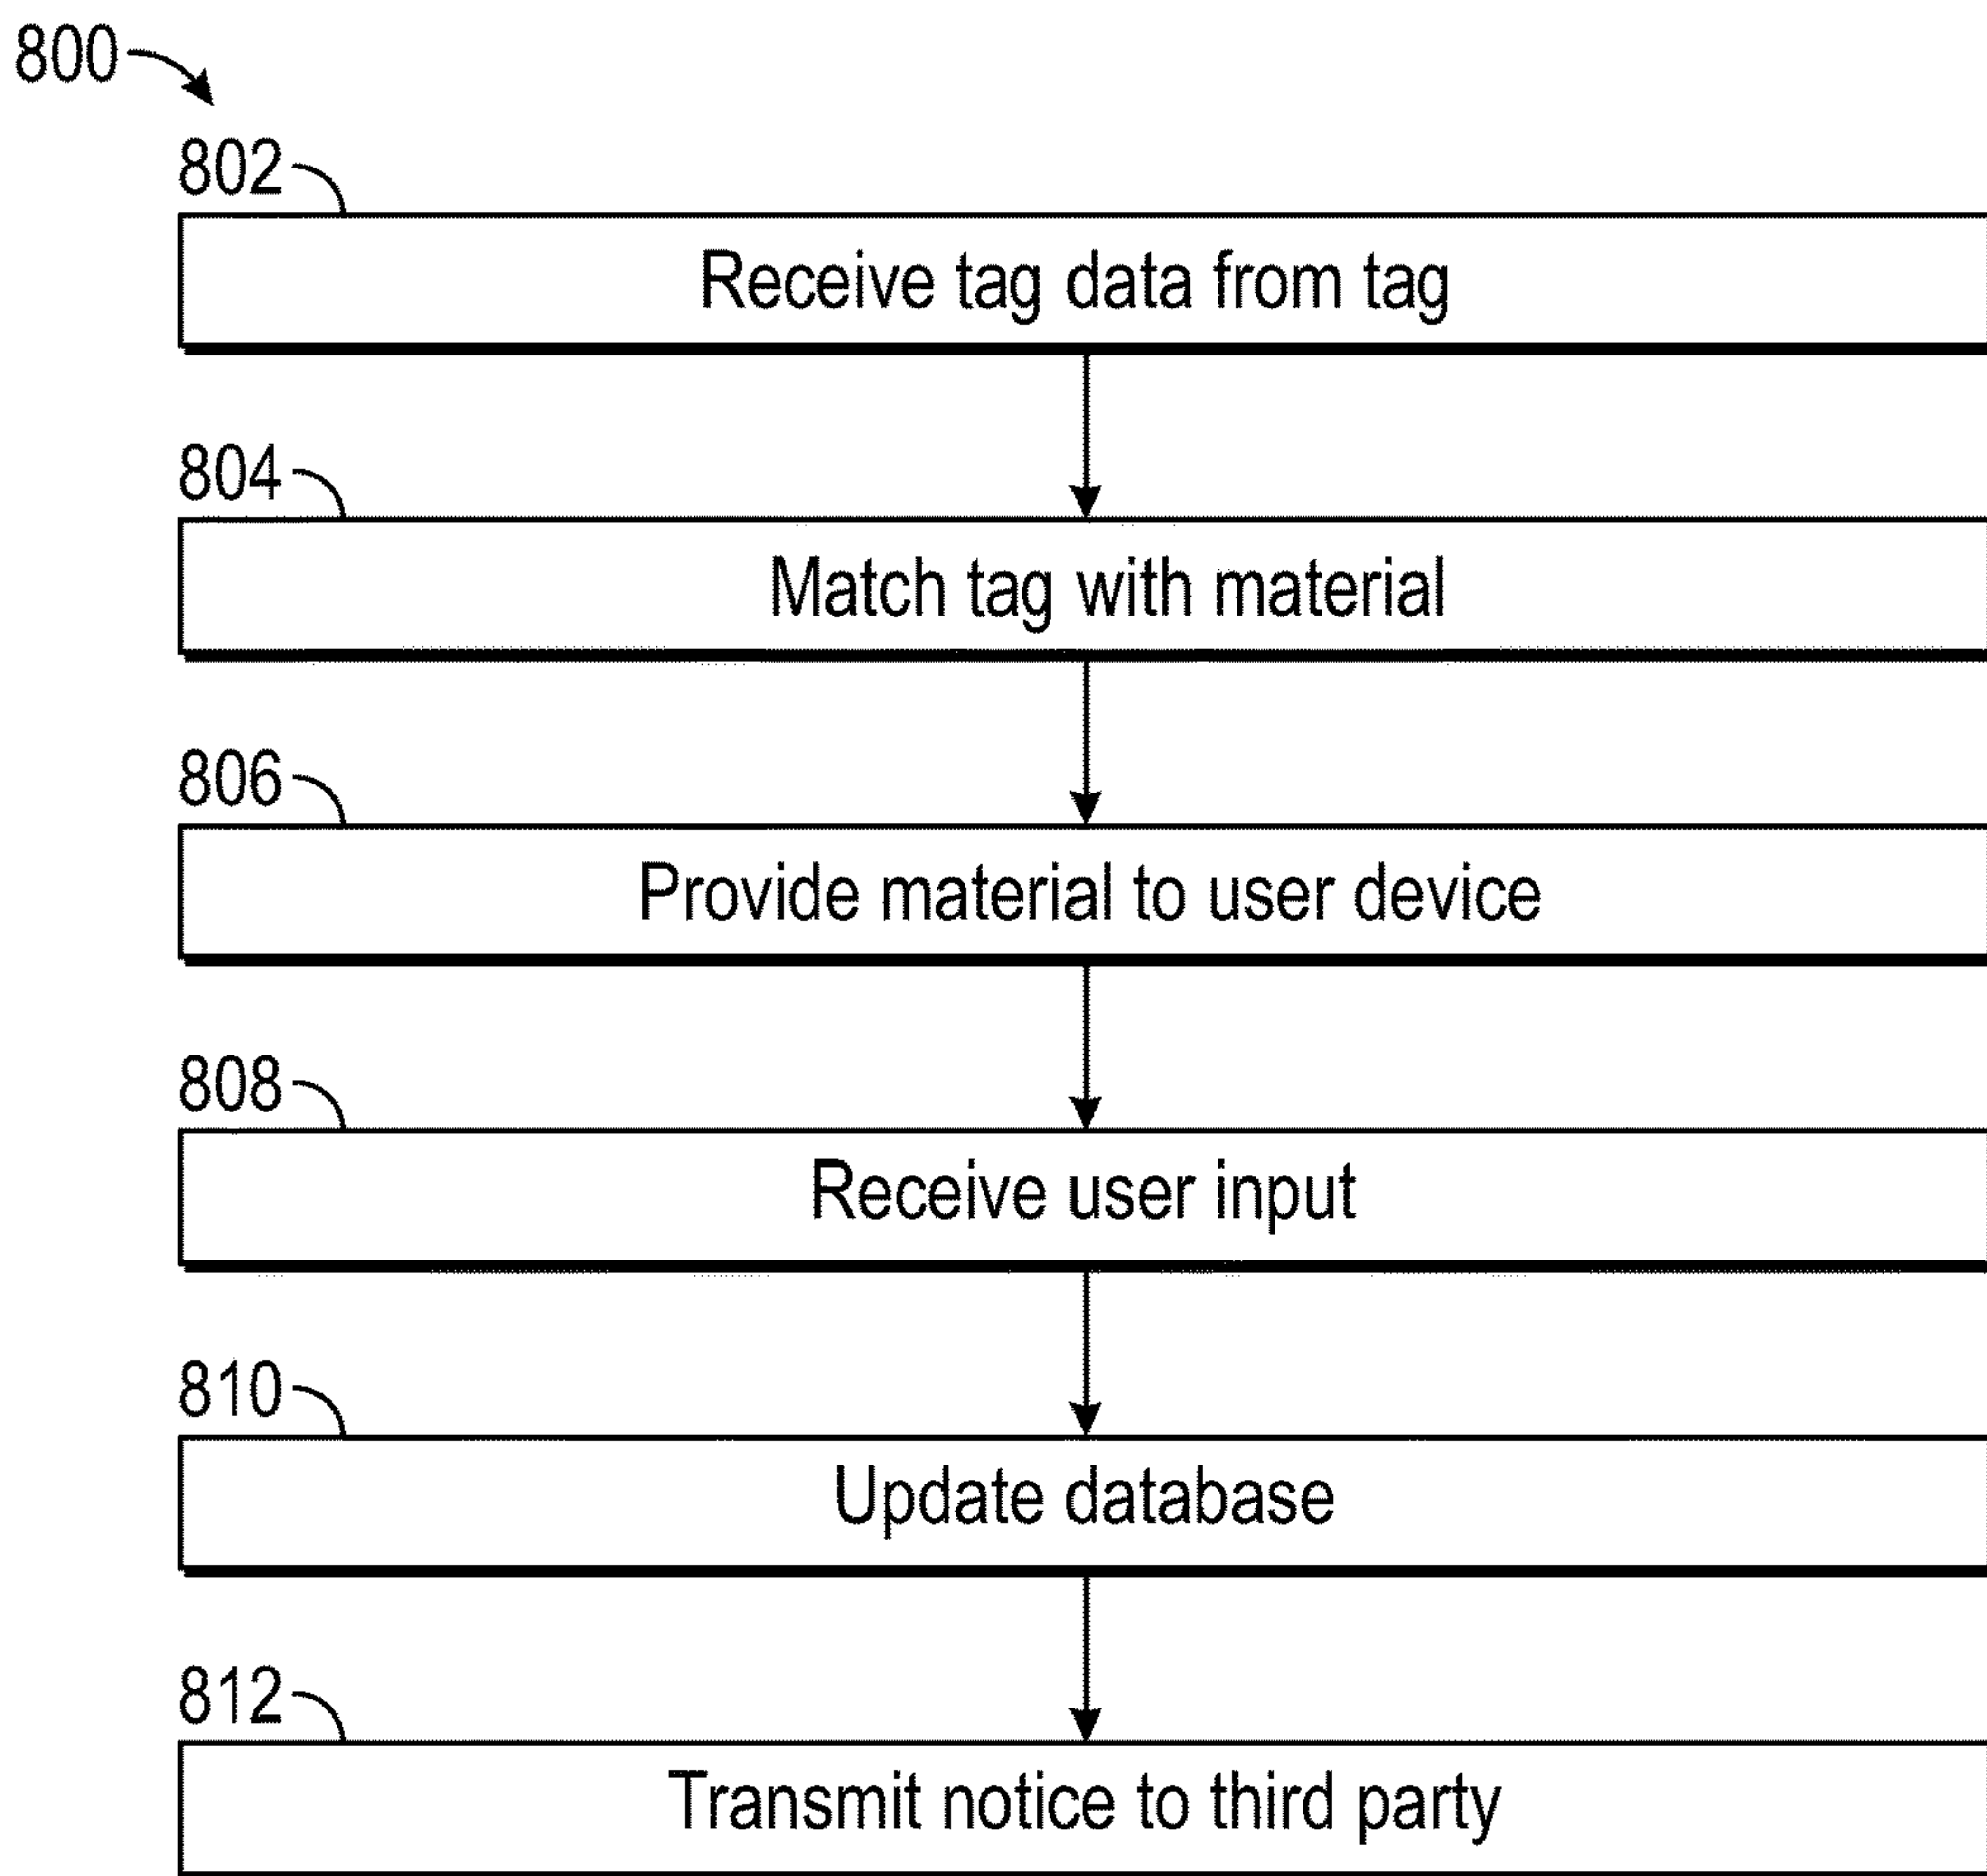 800
802
Receive tag data from tag
804
Match tag with material
806
Provide material to user device
808
Receive user input
810
Update database
812
Transmit notice to third party